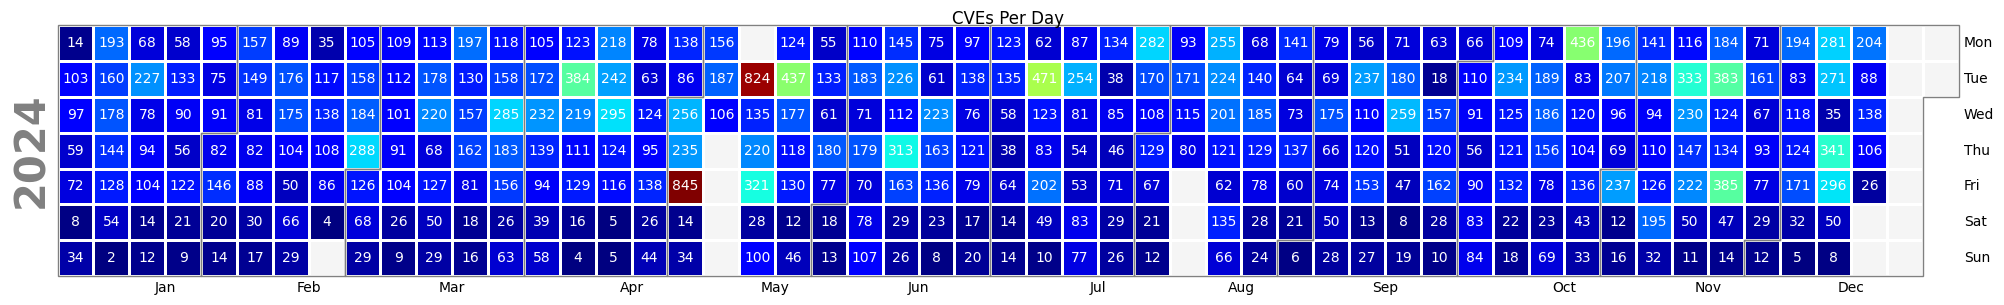 CVEs Per Day
14 193 68 58 95 157 89 35 105 109 113 197 118 105 123 218 78 138 156 124 55 110 145 75 97 123 62 87 134 282 93 255 68 141 79 56 71 63 66 109 74 436 196 141 116 184 71 194 281 204 Mon
103 160 227 133 75 149 176 117 158 112 178 130 158 172 384 242 63 86 187 824 437 133 183 226 61 138 135 471 254 38 170 171 224 140 64 69 237 180 18 110 234 189 83 207 218 333 383 161 83 271 88 Tue
97 178 78 90 91 81 175 138 184 101 220 157 285 232 219 295 124 256 106 135 177 61 71 112 223 76 58 123 81 85 108 115 201 185 73 175 110 259 157 91 125 186 120 96 94 230 124 67 118 35 138 Wed
59 144 94 56 82 82 104 108 288 91 68 162 183 139 111 124 95 235 220 118 180 179 313 163 121 38 83 54 46 129 80 121 129 137 66 120 51 120 56 121 156 104 69 110 147 134 93 124 341 106 Thu
72 128 104 122 146 88 50 86 126 104 127 81 156 94 129 116 138 845 321 130 77 70 163 136 79 64 202 53 71 67 62 78 60 74 153 47 162 90 132 78 136 237 126 222 385 77 171 296 26 Fri
8 54 14 21 20 30 66 4 68 26 50 18 26 39 16 5 26 14 28 12 18 78 29 23 17 14 49 83 29 21 135 28 21 50 13 8 28 83 22 23 43 12 195 50 47 29 32 50 Sat
34 2 12 9 14 17 29 29 9 29 16 63 58 4 5 44 34 100 46 13 107 26 8 20 14 10 77 26 12 66 24 6 28 27 19 10 84 18 69 33 16 32 11 14 12 5 8 Sun
Jan Feb Mar Apr May Jun Jul Aug Sep Oct Nov Dec
2024